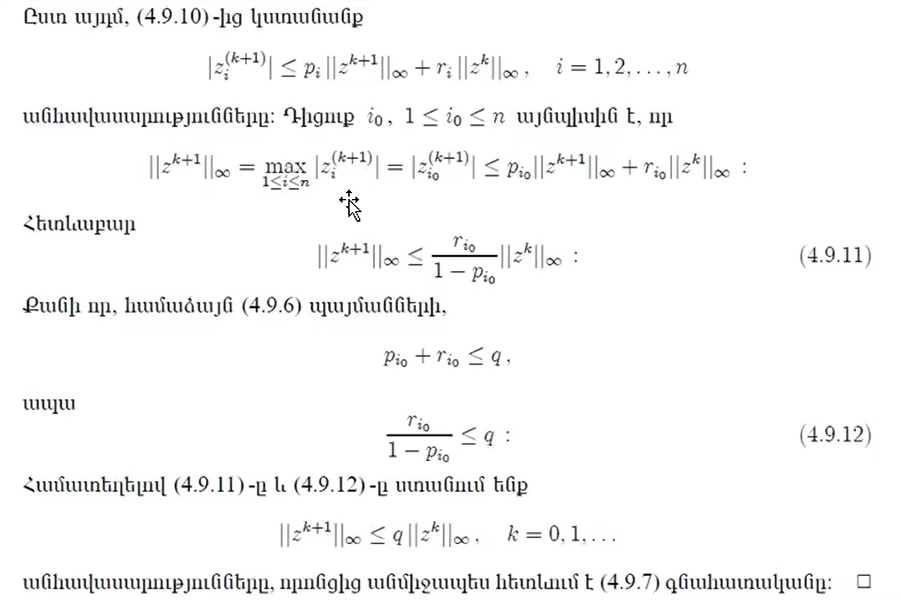 Ըստ այդմ, (4.9.10)-ից կստանանք
|z_i^{(k+1)}| ≤ p_i ||z^{k+1}||_∞ + r_i ||z^k||_∞ ,   i = 1, 2, . . . , n
անհավասարությունները: Դիցուք i_0 , 1 ≤ i_0 ≤ n այնպիսին է, որ
||z^{k+1}||_∞ = max_{1≤i≤n} |z_i^{(k+1)}| = |z_{i_0}^{(k+1)}| ≤ p_{i_0} ||z^{k+1}||_∞ + r_{i_0} ||z^k||_∞ :
Հետևաբար
||z^{k+1}||_∞ ≤ \frac{r_{i_0}}{1 − p_{i_0}} ||z^k||_∞ :   (4.9.11)
Քանի որ, համաձայն (4.9.6) պայմանների,
p_{i_0} + r_{i_0} ≤ q ,
ապա
\frac{r_{i_0}}{1 − p_{i_0}} ≤ q :   (4.9.12)
Համատեղելով (4.9.11)-ը և (4.9.12)-ը ստանում ենք
||z^{k+1}||_∞ ≤ q ||z^k||_∞ ,   k = 0, 1, . . .
անհավասարությունները, որոնցից անմիջապես հետևում է (4.9.7) գնահատականը: □